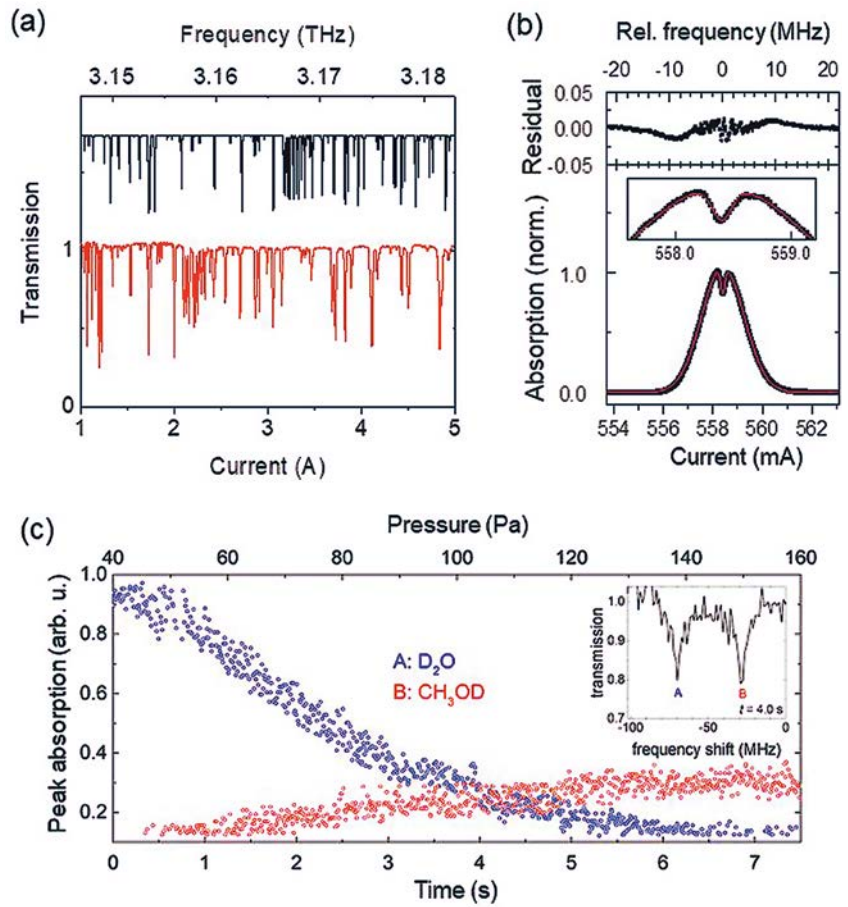 (a)
Frequency (THz)
3.15 3.16 3.17 3.18
Transmission
1
0
1 2 3 4 5
Current (A)
(b)
Rel. frequency (MHz)
-20 -10 0 10 20
Residual
0.05
0.00
-0.05
Absorption (norm.)
558.0 559.0
1.0
0.0
554 556 558 560 562
Current (mA)
(c)
Pressure (Pa)
40 60 80 100 120 140 160
Peak absorption (arb. u.)
1.0
0.8
0.6
0.4
0.2
A: D₂O
B: CH₃OD
transmission
1.0
0.9
0.8
0.7
A B
t = 4.0 s
-100 -50 0
frequency shift (MHz)
0 1 2 3 4 5 6 7
Time (s)